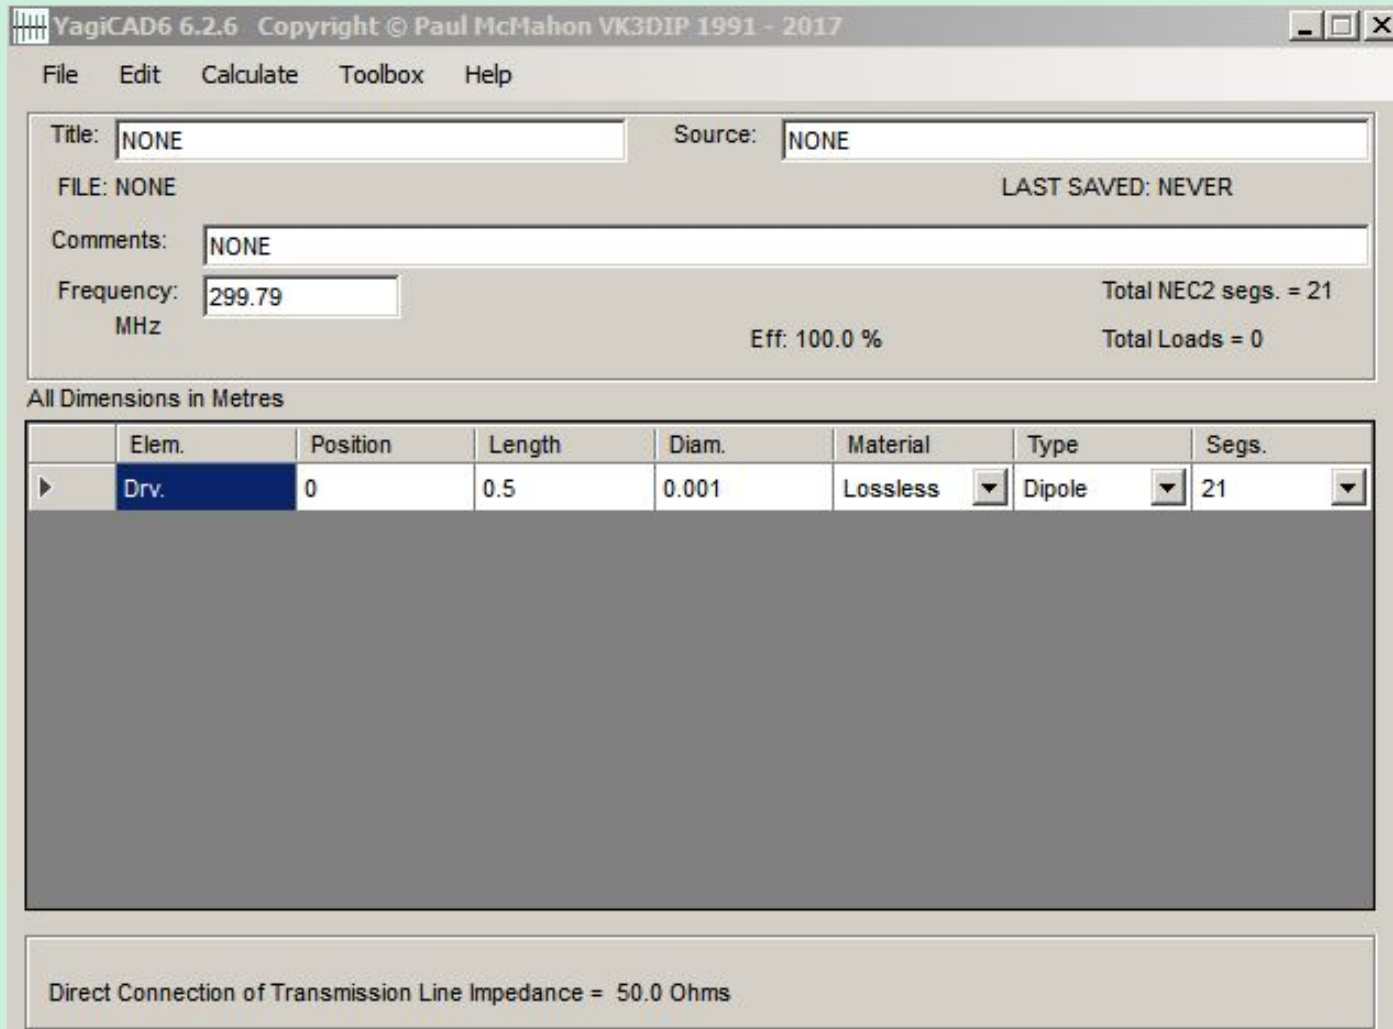 YagiCAD6 6.2.6 Copyright © Paul McMahon VK3DIP 1991 - 2017
File Edit Calculate Toolbox Help
Title: NONE Source: NONE
FILE: NONE LAST SAVED: NEVER
Comments: NONE
Frequency: 299.79 Total NEC2 segs. = 21
MHz Eff: 100.0 % Total Loads = 0
All Dimensions in Metres
Elem. Position Length Diam. Material Type Segs.
Drv. 0 0.5 0.001 Lossless Dipole 21
Direct Connection of Transmission Line Impedance = 50.0 Ohms